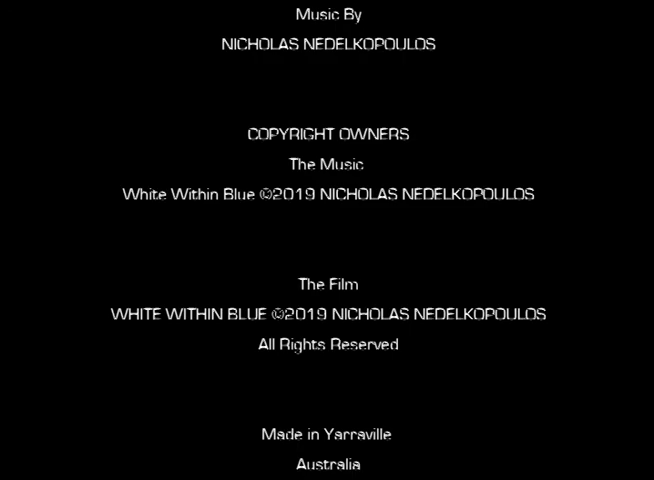 Music By
NICHOLAS NEDELKOPOULOS
COPYRIGHT OWNERS
The Music
White Within Blue ©2019 NICHOLAS NEDELKOPOULOS
The Film
WHITE WITHIN BLUE ©2019 NICHOLAS NEDELKOPOULOS
All Rights Reserved
Made in Yarraville
Australia